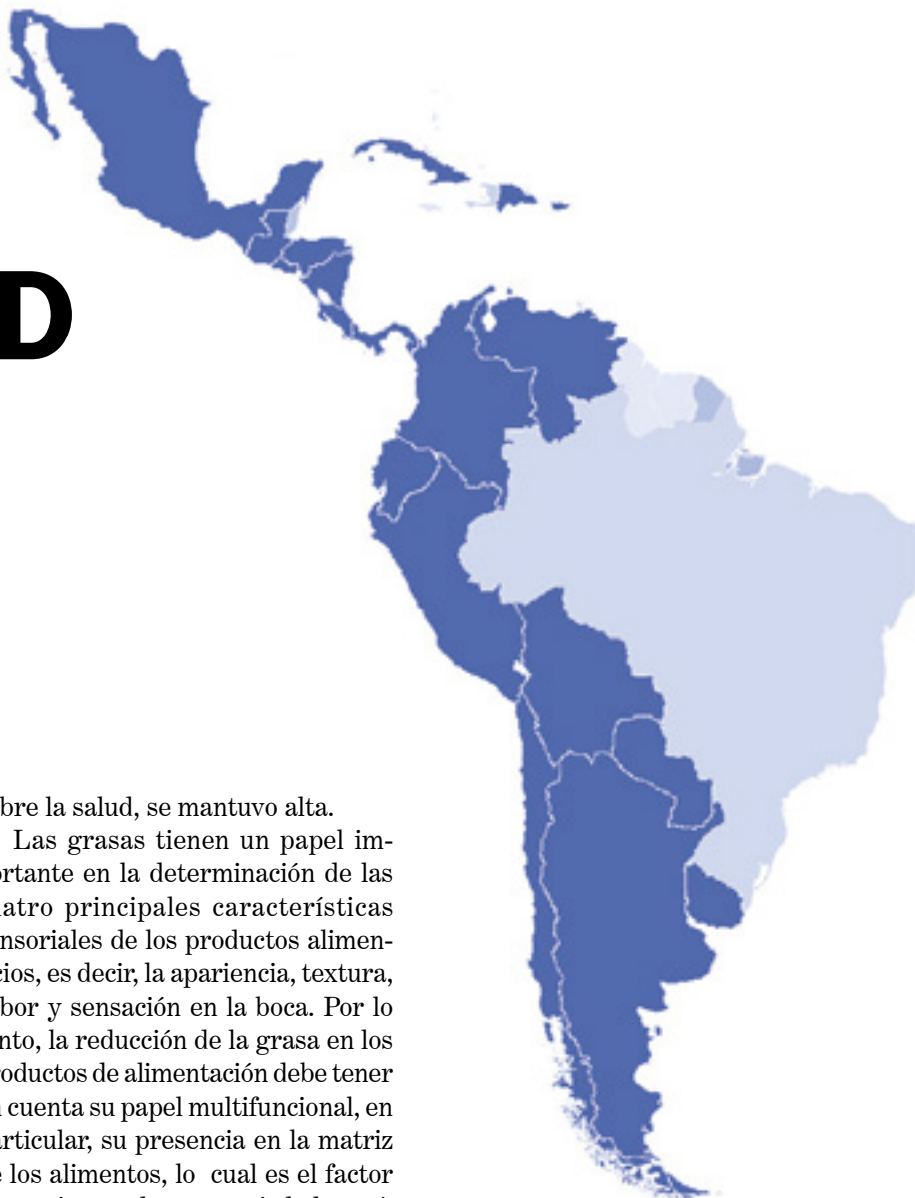 D
bre la salud, se mantuvo alta.
Las grasas tienen un papel im-
ortante en la determinación de las
atro principales características
nsoriales de los productos alimen-
cios, es decir, la apariencia, textura,
bor y sensación en la boca. Por lo
nto, la reducción de la grasa en los
roductos de alimentación debe tener
cuenta su papel multifuncional, en
articular, su presencia en la matriz
e los alimentos, lo cual es el factor